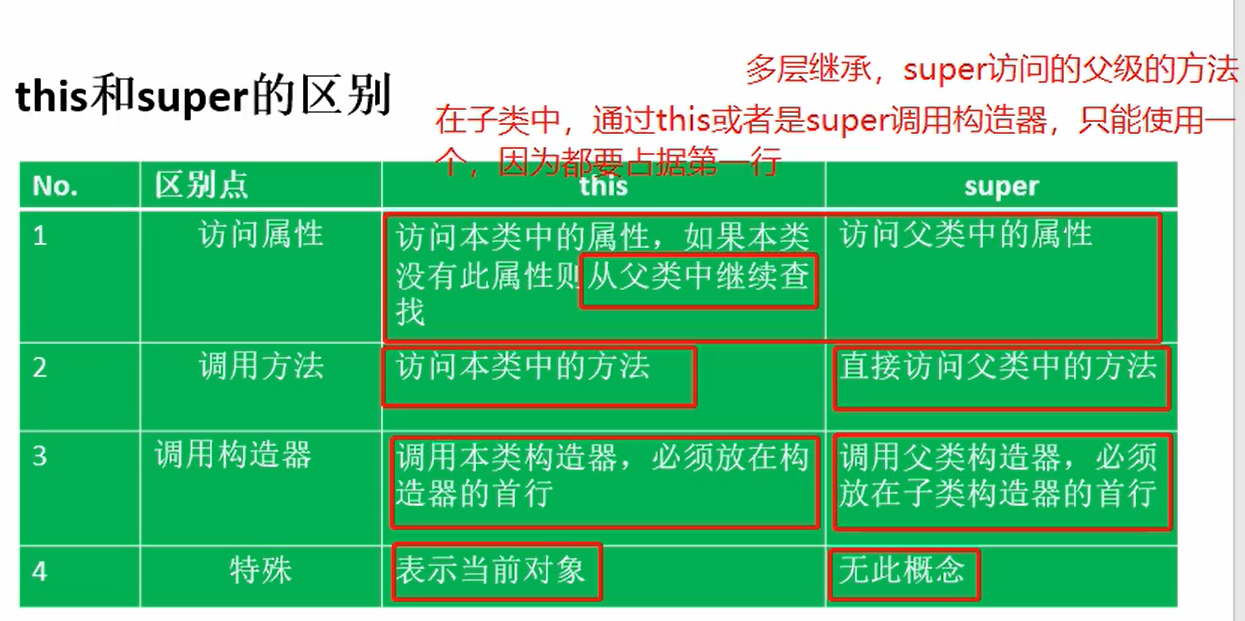 多层继承，super访问的父级的方法
this和super的区别
在子类中，通过this或者是super调用构造器，只能使用一
个，因为都要占据第一行
No. 区别点 this super
1 访问属性 访问本类中的属性，如果本类 访问父类中的属性
没有此属性则从父类中继续查
找
2 调用方法 访问本类中的方法 直接访问父类中的方法
3 调用构造器 调用本类构造器，必须放在构 调用父类构造器，必须
造器的首行 放在子类构造器的首行
4 特殊 表示当前对象 无此概念